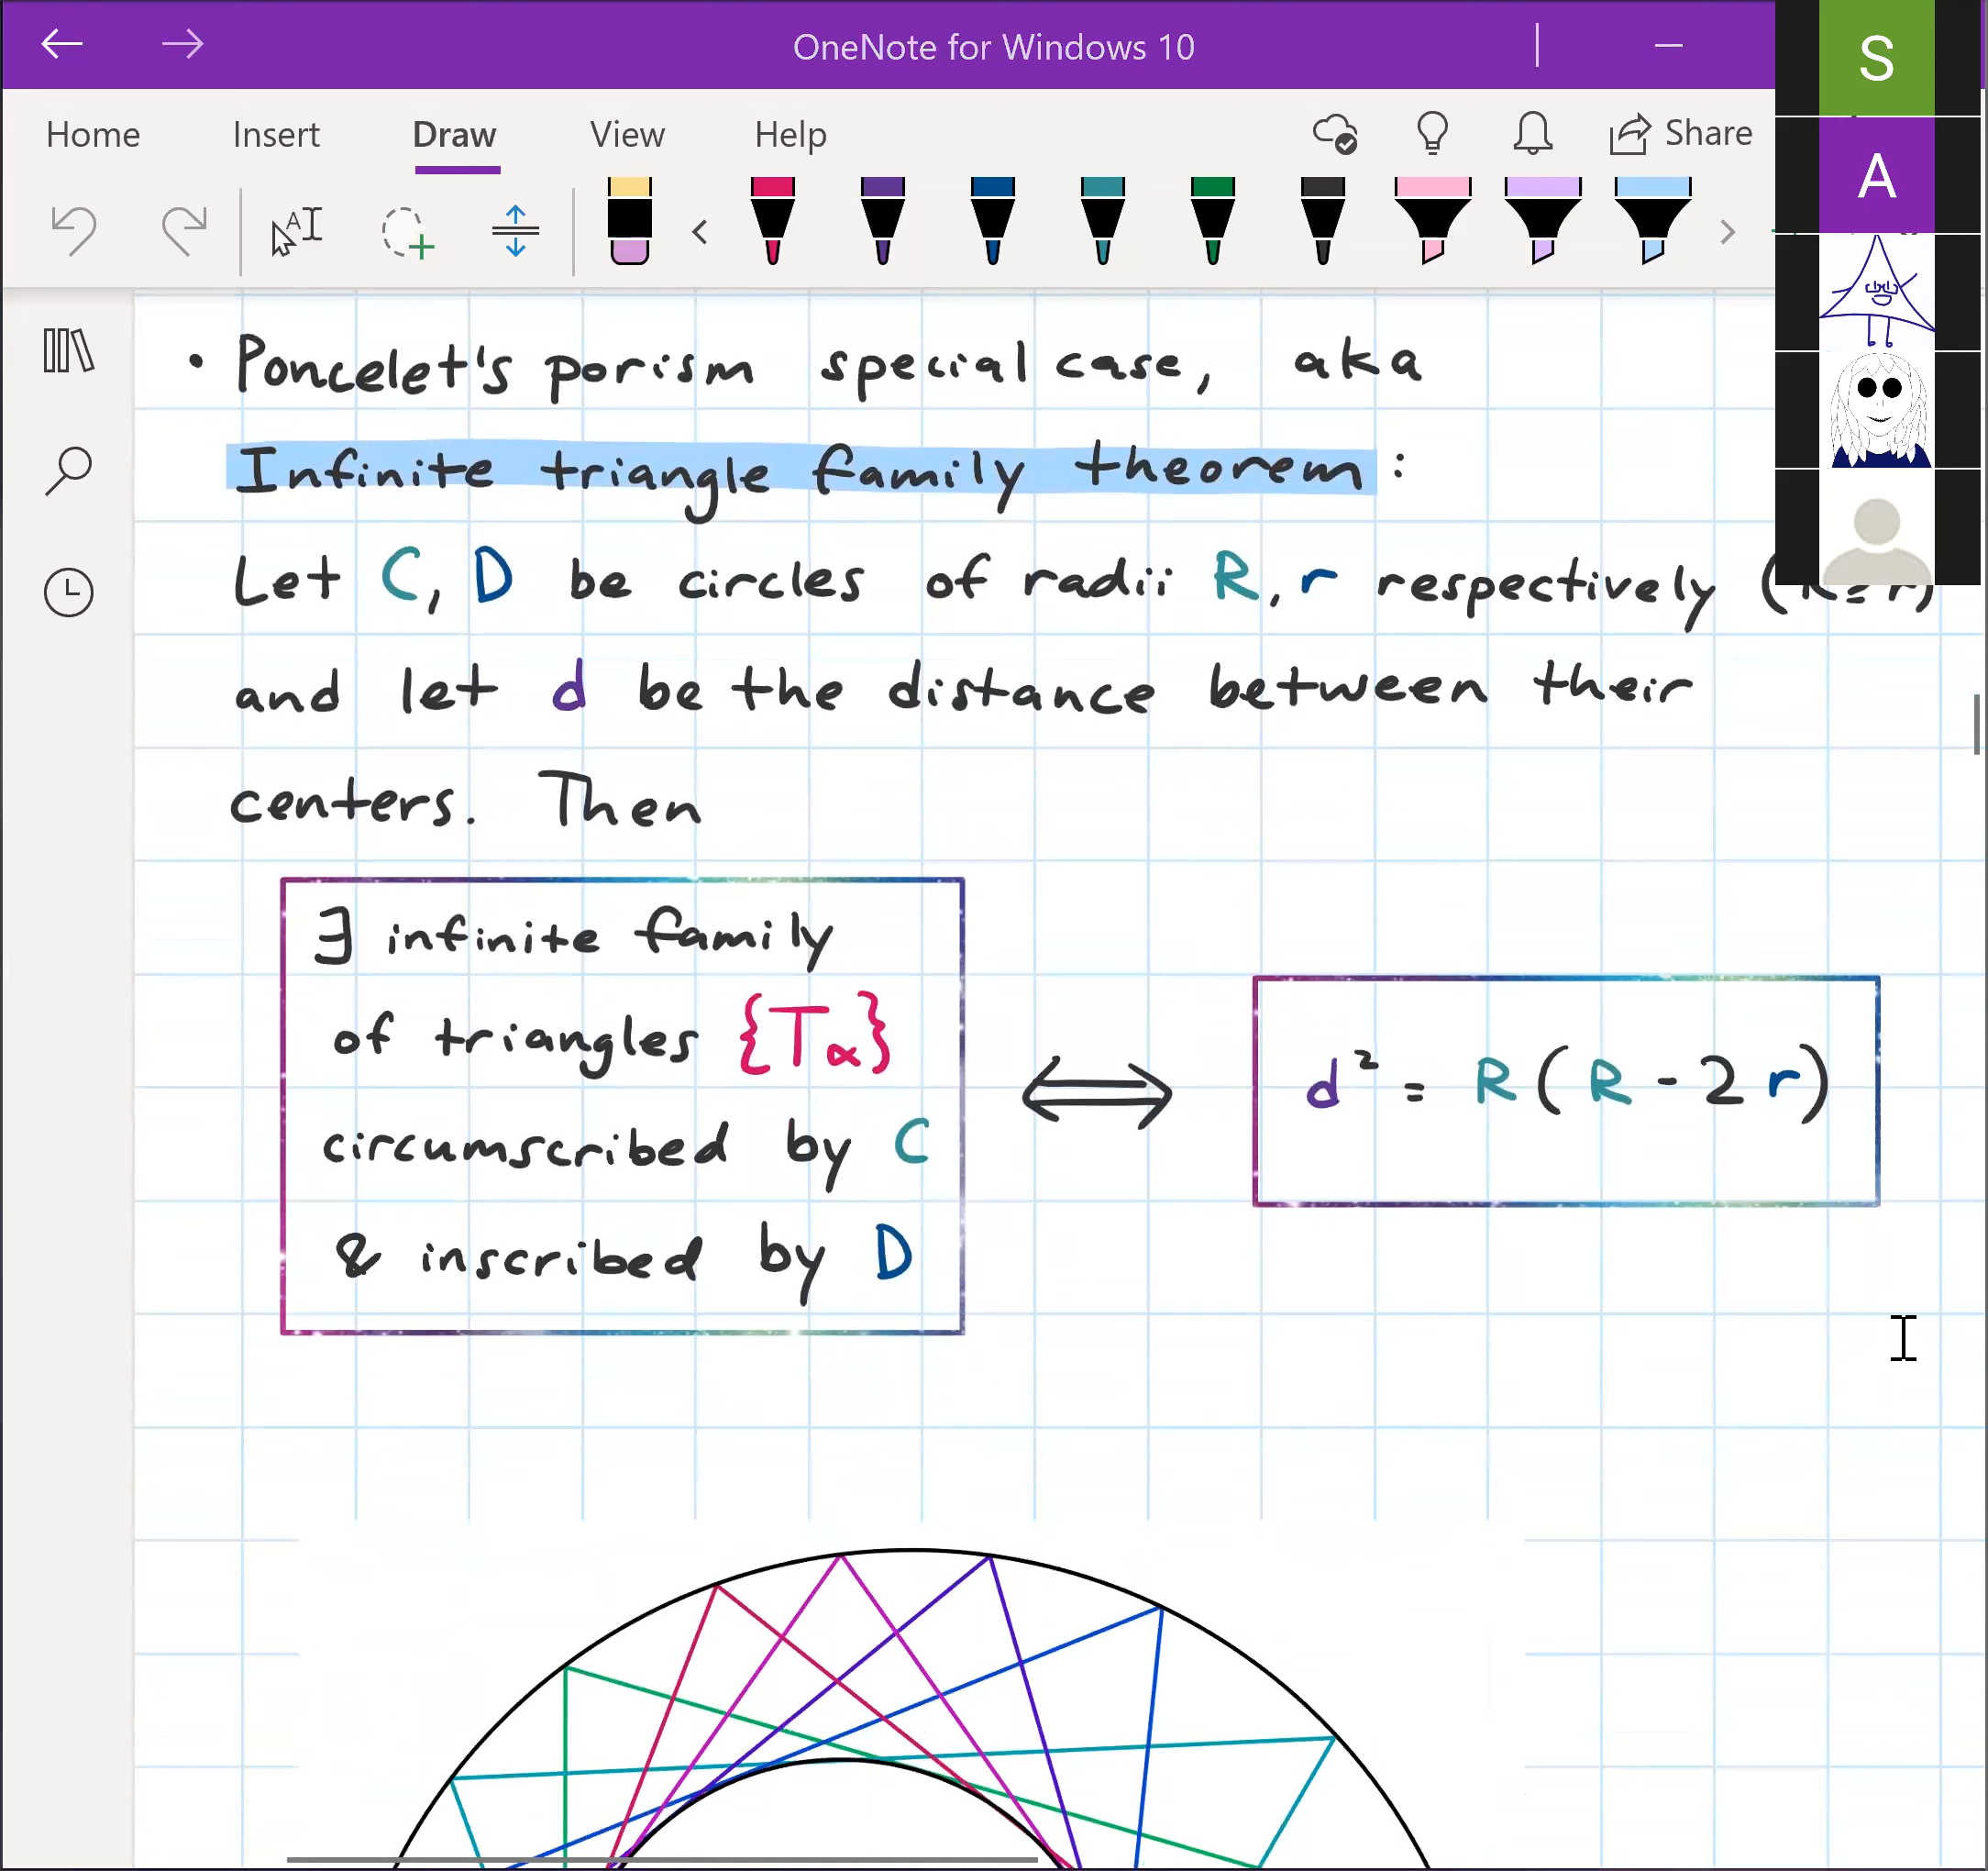 OneNote for Windows 10
Home Insert Draw View Help Share
S
A
• Poncelet's porism special case, aka
Infinite triangle family theorem:
Let C, D be circles of radii R, r respectively
and let d be the distance between their
centers. Then
∃ infinite family
of triangles {Tα}
circumscribed by C
& inscribed by D
⟺
d² = R(R - 2r)